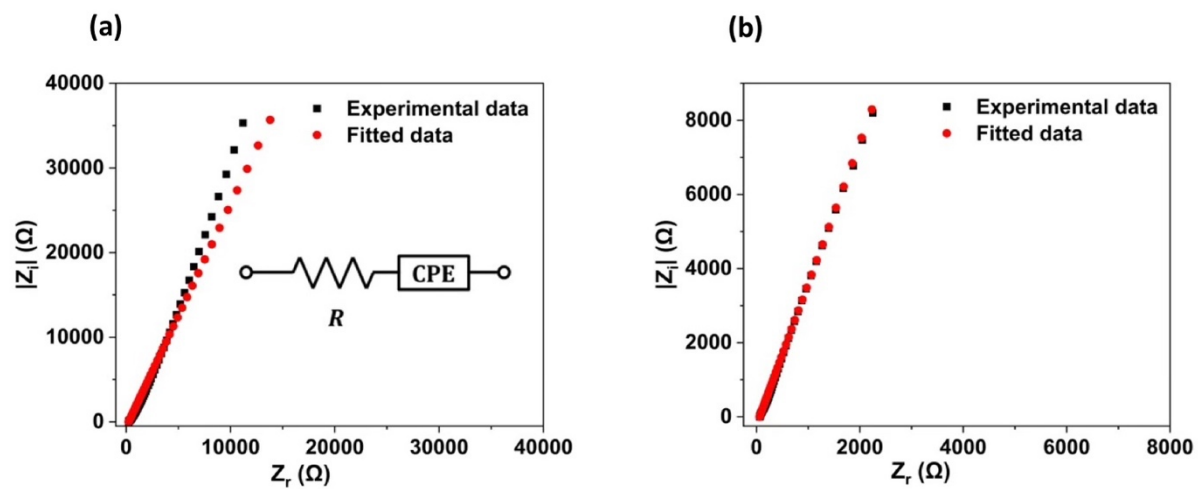 (a)
40000
30000
20000
10000
0
|Zᵢ| (Ω)
Experimental data
Fitted data
CPE
R
0
10000
20000
30000
40000
Zᵣ (Ω)
(b)
8000
6000
4000
2000
0
|Zᵢ| (Ω)
Experimental data
Fitted data
0
2000
4000
6000
8000
Zᵣ (Ω)